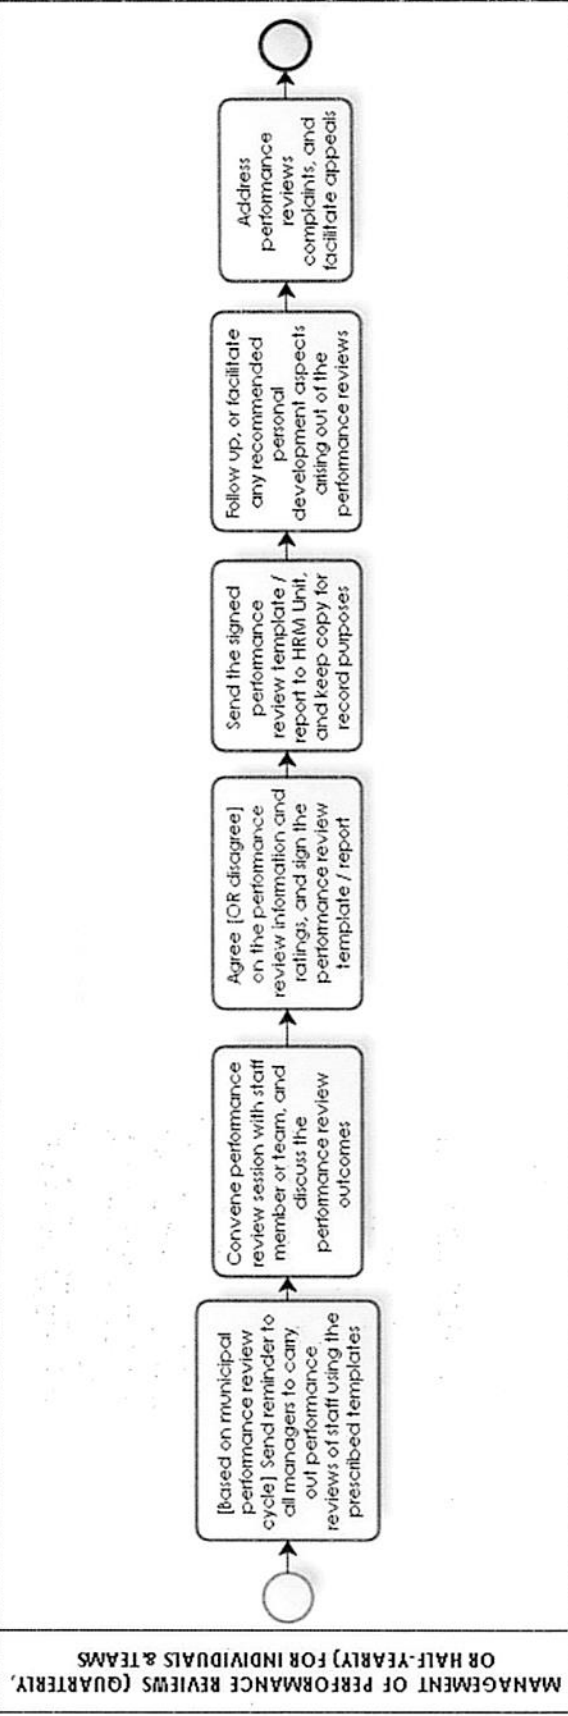 MANAGEMENT OF PERFORMANCE REVIEWS (QUARTERLY,
OR HALF-YEARLY) FOR INDIVIDUALS & TEAMS
[Based on municipal
performance review
cycle] Send reminder to
all managers to carry
out performance
reviews of staff using the
prescribed templates
Convene performance
review session with staff
member or team, and
discuss the
performance review
outcomes
Agree [OR disagree]
on the performance
review information and
ratings, and sign the
performance review
template / report
Send the signed
performance
review template /
report to HRM Unit,
and keep copy for
record purposes
Follow up, or facilitate
any recommended
personal
development aspects
arising out of the
performance reviews
Address
performance
reviews
complaints, and
facilitate appeals